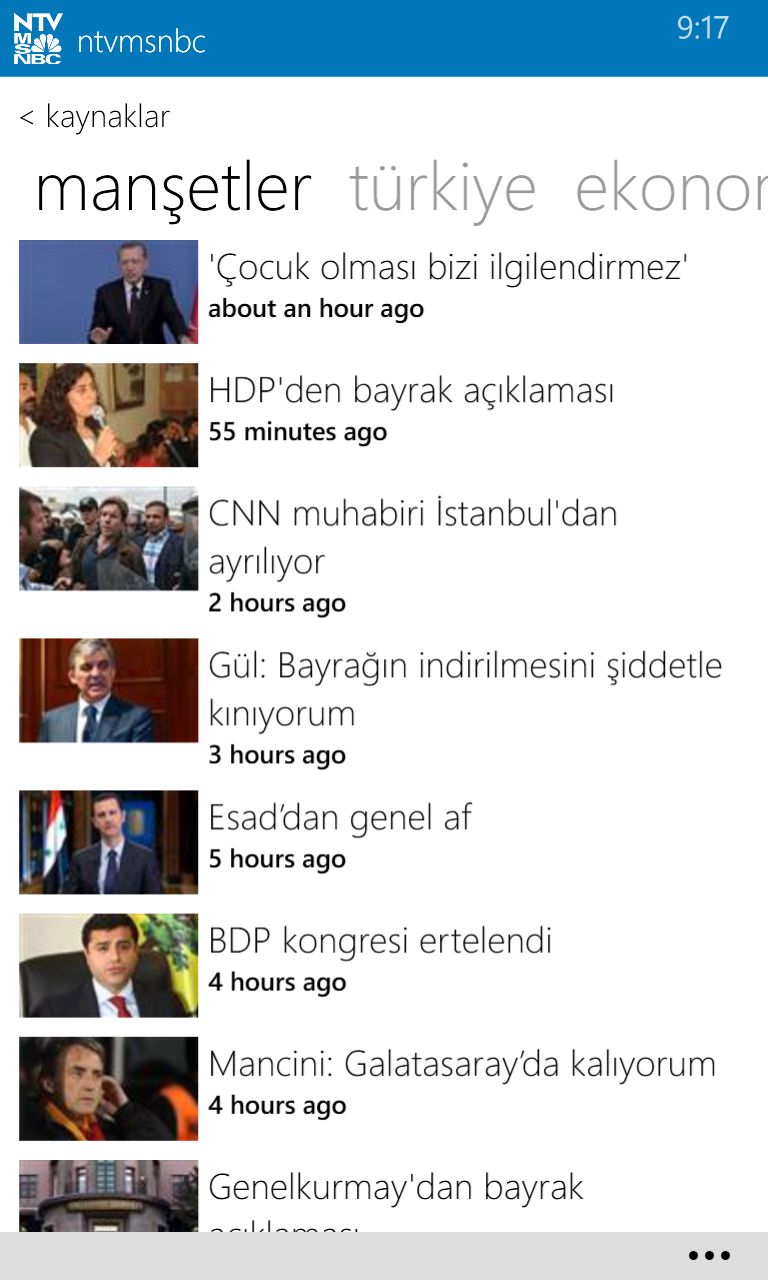 NTV
MS
NBC
ntvmsnbc
9:17
< kaynaklar
manşetler türkiye ekonor
'Çocuk olması bizi ilgilendirmez'
about an hour ago
HDP'den bayrak açıklaması
55 minutes ago
CNN muhabiri İstanbul'dan
ayrılıyor
2 hours ago
Gül: Bayrağın indirilmesini şiddetle
kınıyorum
3 hours ago
Esad’dan genel af
5 hours ago
BDP kongresi ertelendi
4 hours ago
Mancini: Galatasaray’da kalıyorum
4 hours ago
Genelkurmay'dan bayrak
açıklaması